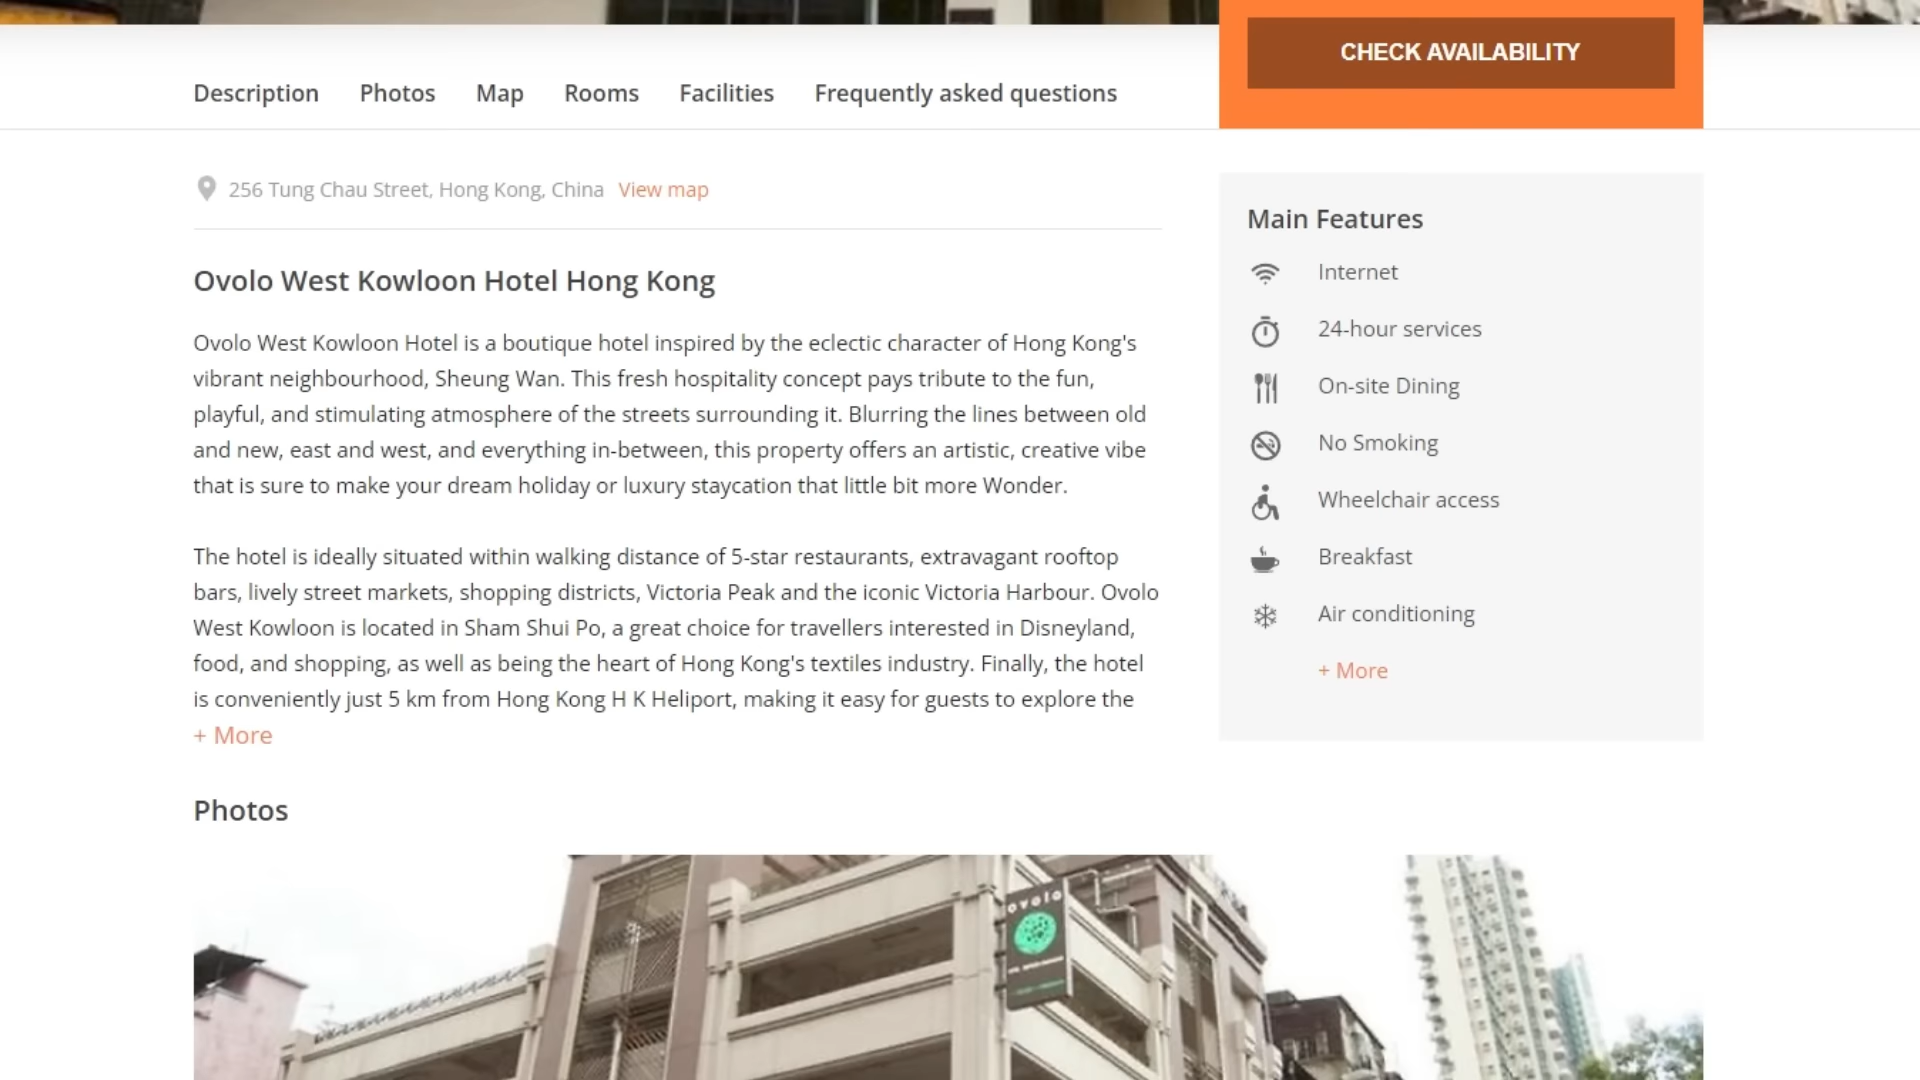 CHECK AVAILABILITY
Description Photos Map Rooms Facilities Frequently asked questions
256 Tung Chau Street, Hong Kong, China View map
Ovolo West Kowloon Hotel Hong Kong
Ovolo West Kowloon Hotel is a boutique hotel inspired by the eclectic character of Hong Kong's
vibrant neighbourhood, Sheung Wan. This fresh hospitality concept pays tribute to the fun,
playful, and stimulating atmosphere of the streets surrounding it. Blurring the lines between old
and new, east and west, and everything in-between, this property offers an artistic, creative vibe
that is sure to make your dream holiday or luxury staycation that little bit more Wonder.
The hotel is ideally situated within walking distance of 5-star restaurants, extravagant rooftop
bars, lively street markets, shopping districts, Victoria Peak and the iconic Victoria Harbour. Ovolo
West Kowloon is located in Sham Shui Po, a great choice for travellers interested in Disneyland,
food, and shopping, as well as being the heart of Hong Kong's textiles industry. Finally, the hotel
is conveniently just 5 km from Hong Kong H K Heliport, making it easy for guests to explore the
+ More
Main Features
Internet
24-hour services
On-site Dining
No Smoking
Wheelchair access
Breakfast
Air conditioning
+ More
Photos
ovolo